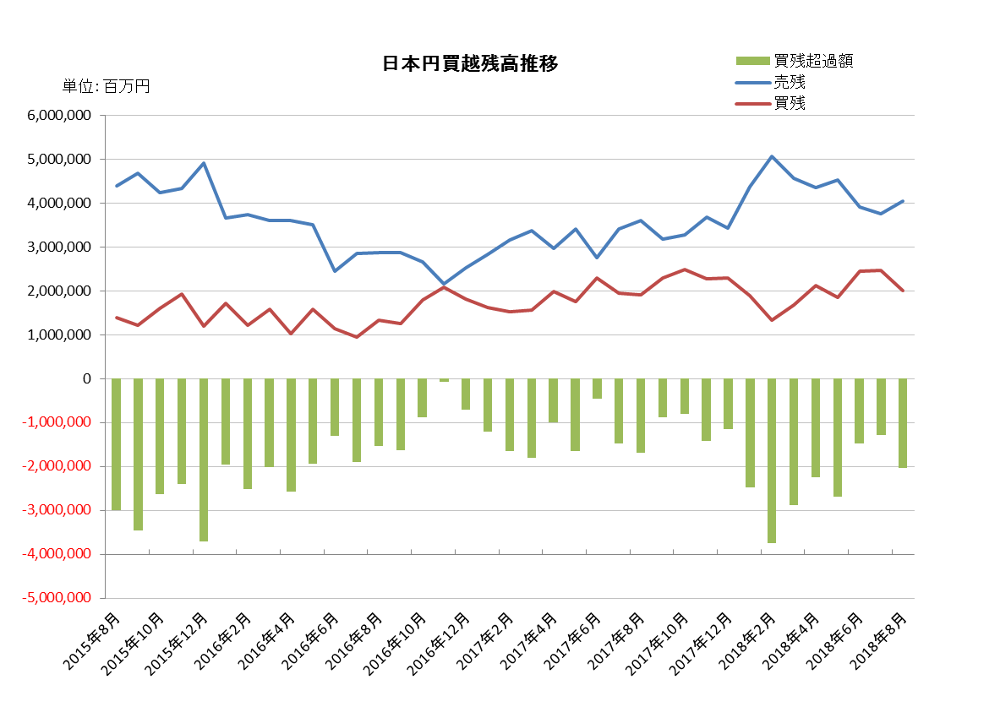 日本円買越残高推移
買残超過額
単位: 百万円
売残
買残
6,000,000
5,000,000
4,000,000
3,000,000
2,000,000
1,000,000
0
-1,000,000
-2,000,000
-3,000,000
-4,000,000
-5,000,000
2015年8月
2015年10月
2015年12月
2016年2月
2016年4月
2016年6月
2016年8月
2016年10月
2016年12月
2017年2月
2017年4月
2017年6月
2017年8月
2017年10月
2017年12月
2018年2月
2018年4月
2018年6月
2018年8月